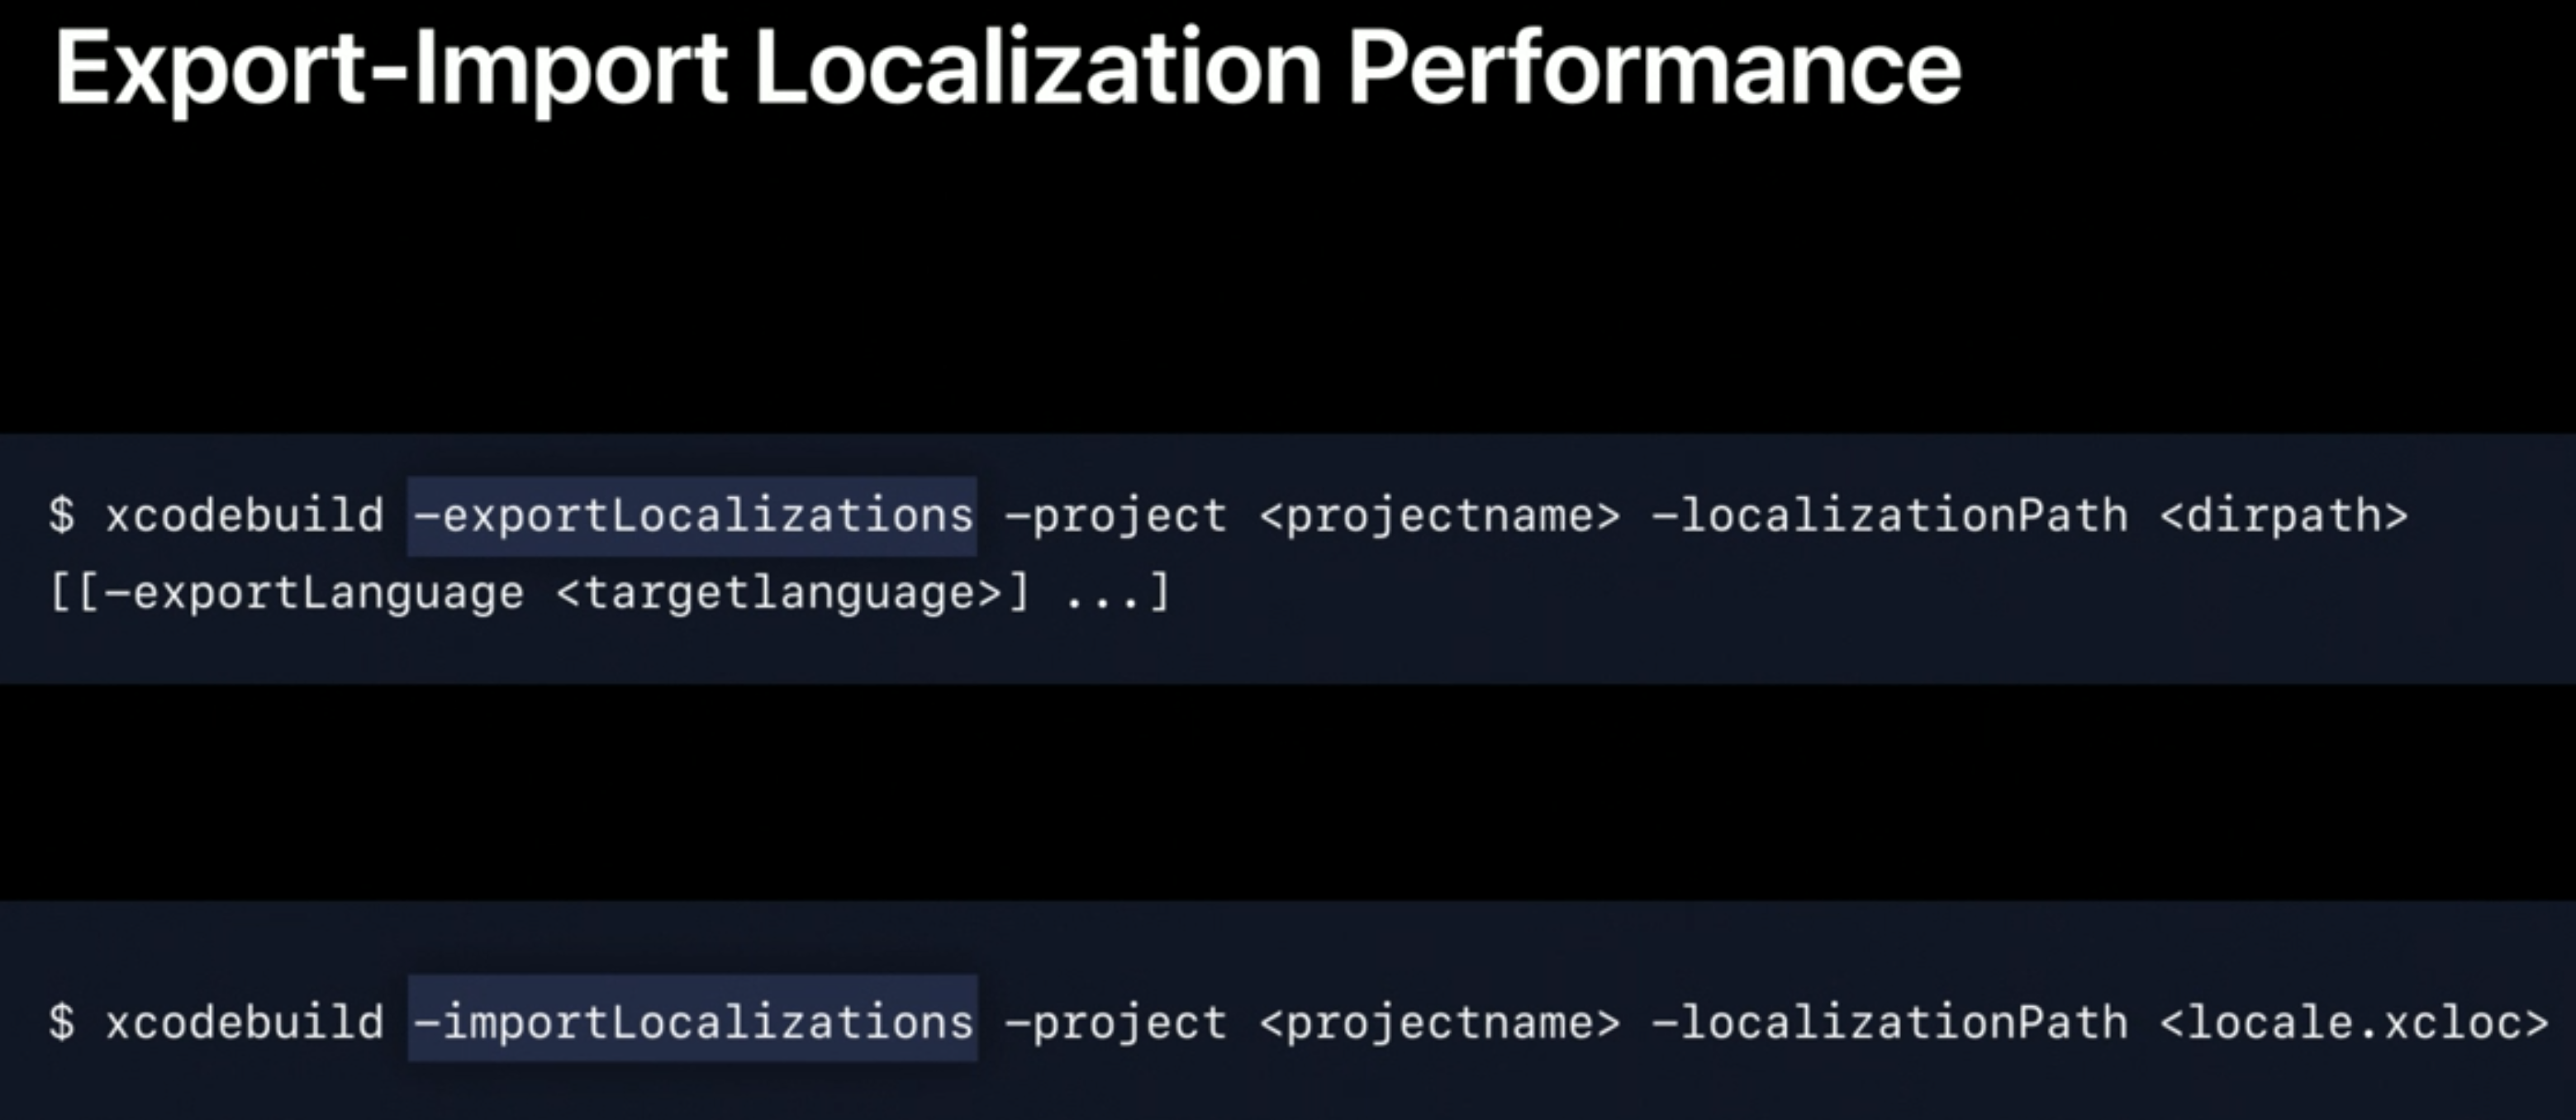 Export-Import Localization Performance
$ xcodebuild -exportLocalizations -project <projectname> -localizationPath <dirpath>
[[-exportLanguage <targetlanguage>] ...]
$ xcodebuild -importLocalizations -project <projectname> -localizationPath <locale.xcloc>